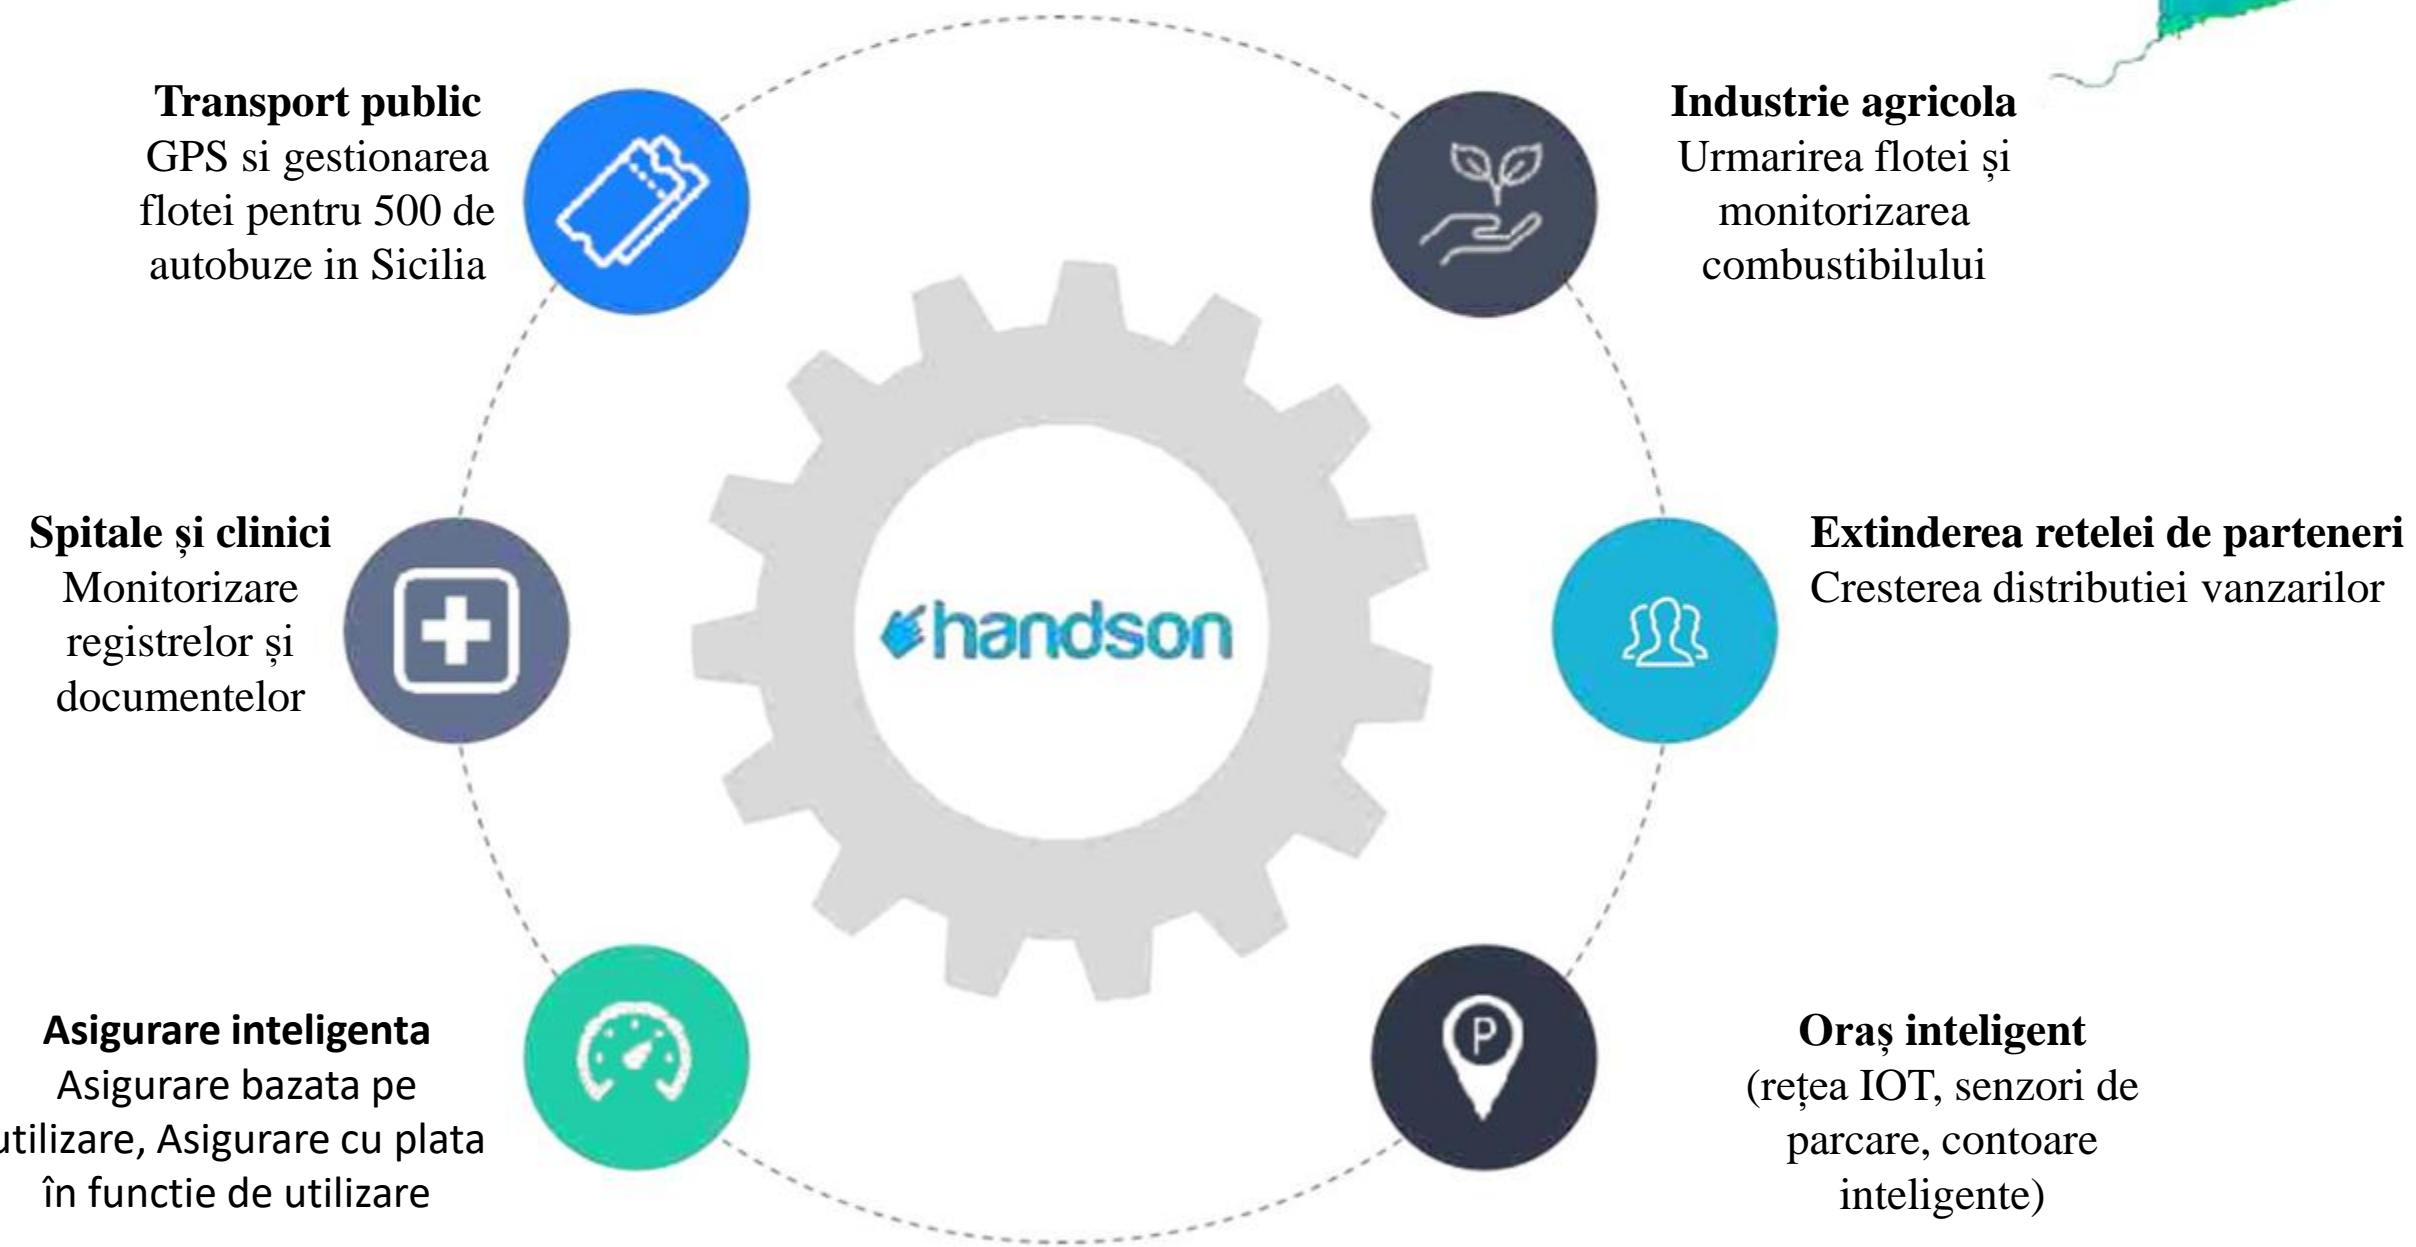 Transport public
GPS si gestionarea
flotei pentru 500 de
autobuze in Sicilia
Industrie agricola
Urmarirea flotei și
monitorizarea
combustibilului
Spitale și clinici
Monitorizare
registrelor și
documentelor
handson
Extinderea retelei de parteneri
Cresterea distributiei vanzarilor
Asigurare inteligenta
Asigurare bazata pe
utilizare, Asigurare cu plata
în functie de utilizare
P
Oraș inteligent
(rețea IOT, senzori de
parcare, contoare
inteligente)